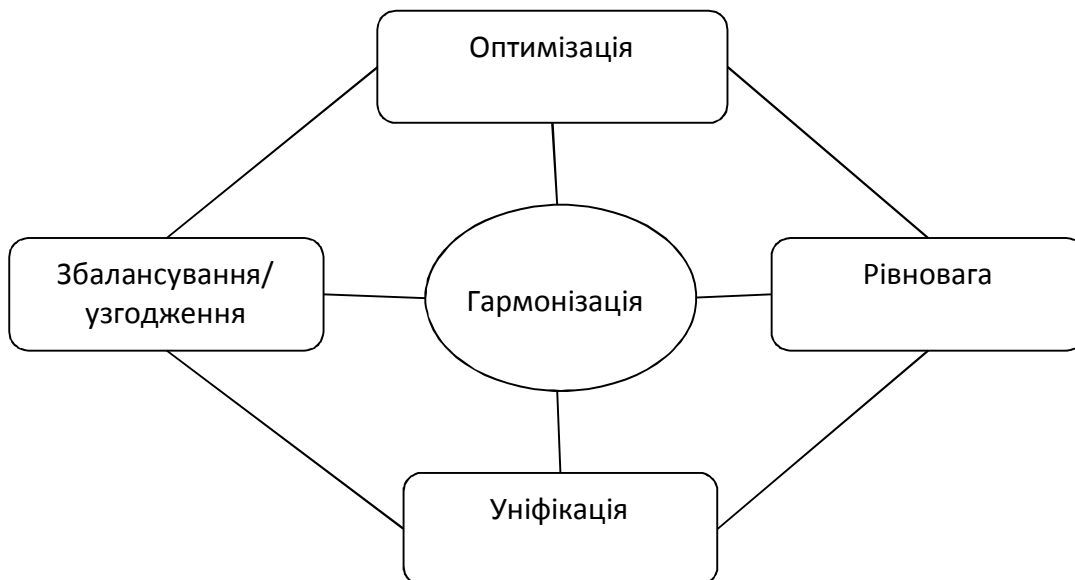 Оптимізація
Збалансування/
узгодження
Гармонізація
Рівновага
Уніфікація